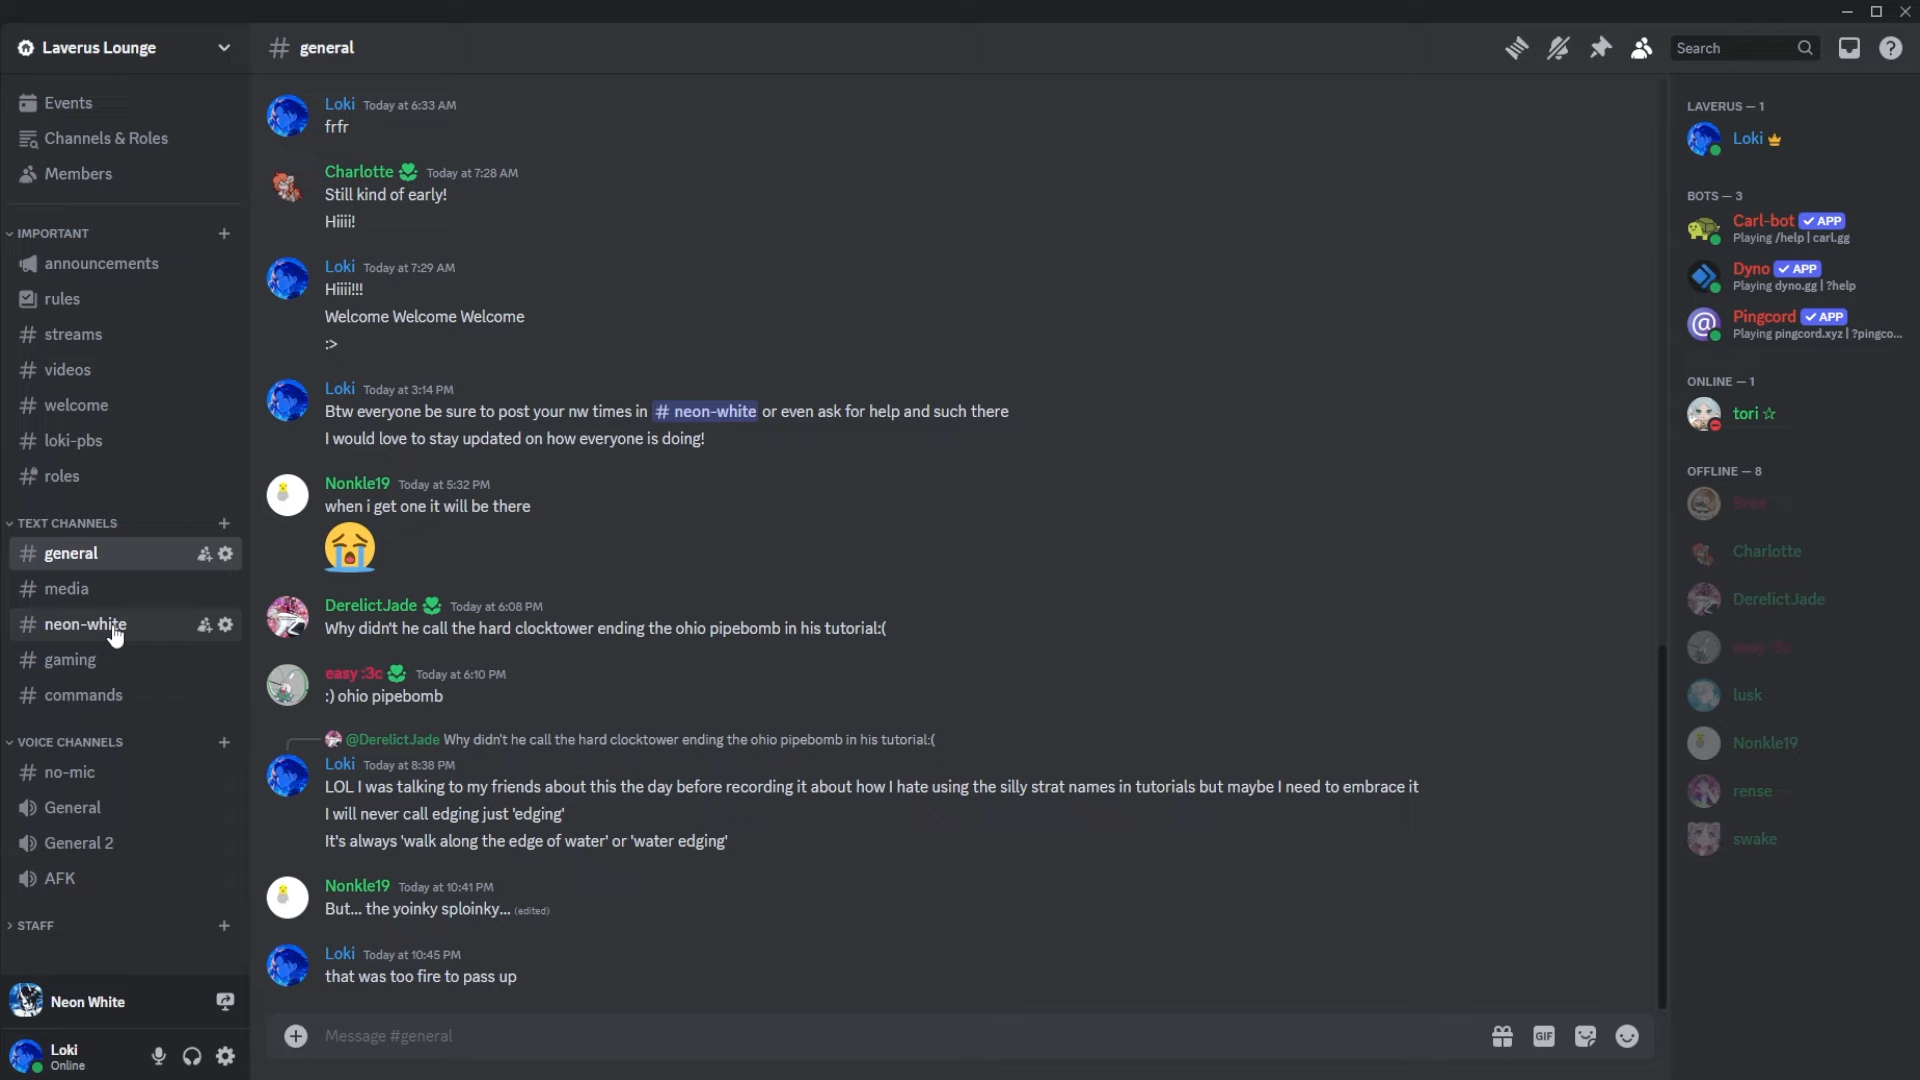 Laverus Lounge
Events
Channels & Roles
Members
IMPORTANT
announcements
rules
streams
videos
welcome
loki-pbs
roles
TEXT CHANNELS
general
media
neon-white
gaming
commands
VOICE CHANNELS
no-mic
General
General 2
AFK
STAFF
Neon White
Loki
Online
general
Search
Loki Today at 6:33 AM
frfr
Charlotte Today at 7:28 AM
Still kind of early!
Hiiii!
Loki Today at 7:29 AM
Hiiii!!!
Welcome Welcome Welcome
:>
Loki Today at 3:14 PM
Btw everyone be sure to post your nw times in # neon-white or even ask for help and such there
I would love to stay updated on how everyone is doing!
Nonkle19 Today at 5:32 PM
when i get one it will be there
DerelictJade Today at 6:08 PM
Why didn't he call the hard clocktower ending the ohio pipebomb in his tutorial:(
easy :3c Today at 6:10 PM
:) ohio pipebomb
@DerelictJade Why didn't he call the hard clocktower ending the ohio pipebomb in his tutorial:(
Loki Today at 8:38 PM
LOL I was talking to my friends about this the day before recording it about how I hate using the silly strat names in tutorials but maybe I need to embrace it
I will never call edging just 'edging'
It's always 'walk along the edge of water' or 'water edging'
Nonkle19 Today at 10:41 PM
But... the yoinky sploinky... (edited)
Loki Today at 10:45 PM
that was too fire to pass up
Message #general
GIF
LAVERUS — 1
Loki
BOTS — 3
Carl-bot ✓ APP
Playing /help | carl.gg
Dyno ✓ APP
Playing dyno.gg | ?help
Pingcord ✓ APP
Playing pingcord.xyz | ?pingco...
ONLINE — 1
tori ☆
OFFLINE — 8
Bree
Charlotte
DerelictJade
easy :3c
lusk
Nonkle19
rense
swake